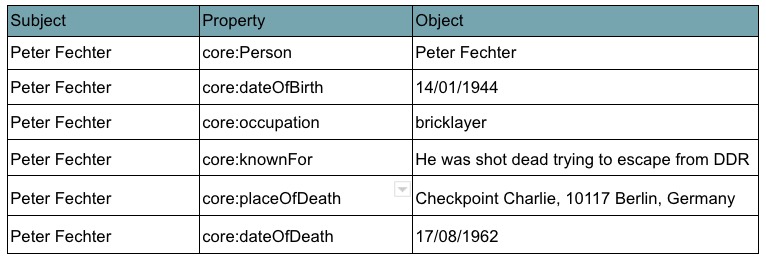 Subject Property Object
Peter Fechter core:Person Peter Fechter
Peter Fechter core:dateOfBirth 14/01/1944
Peter Fechter core:occupation bricklayer
Peter Fechter core:knownFor He was shot dead trying to escape from DDR
Peter Fechter core:placeOfDeath Checkpoint Charlie, 10117 Berlin, Germany
Peter Fechter core:dateOfDeath 17/08/1962